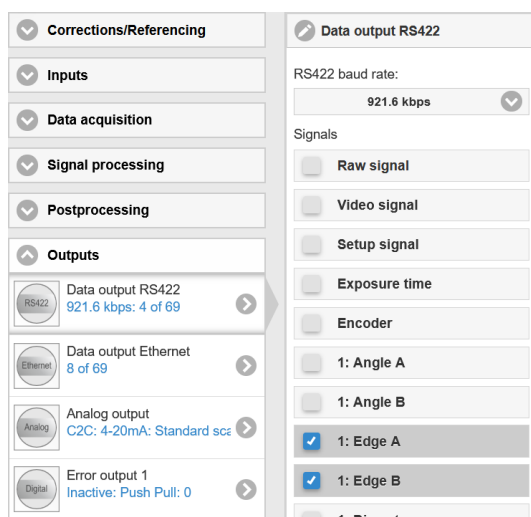 Corrections/Referencing
Inputs
Data acquisition
Signal processing
Postprocessing
Outputs
RS422
Data output RS422
921.6 kbps: 4 of 69
Ethernet
Data output Ethernet
8 of 69
Analog
Analog output
C2C: 4-20mA: Standard sca
Digital
Error output 1
Inactive: Push Pull: 0
Data output RS422
RS422 baud rate:
921.6 kbps
Signals
Raw signal
Video signal
Setup signal
Exposure time
Encoder
1: Angle A
1: Angle B
1: Edge A
1: Edge B